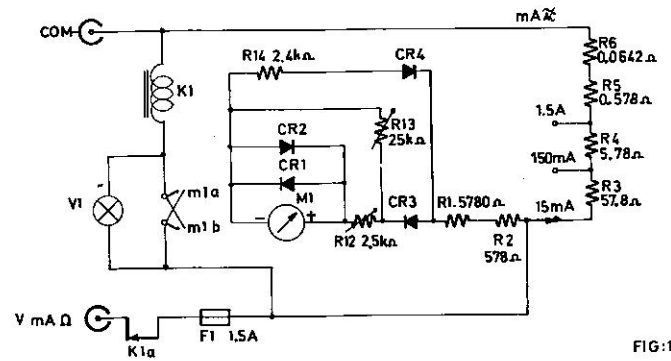 COM
mA
R14 2,4kΩ
CR4
R6
0.0642Ω
K1
R5
0.578Ω
CR2
R13
25kΩ
1.5A
R4
5.78Ω
CR1
150mA
V1
m1a
M1
R3
57.8Ω
- +
CR3
R1.5780Ω
15mA
m1b
R12 2,5kΩ
R2
578Ω
V mA Ω
F1 1,5A
K1a
FIG:1